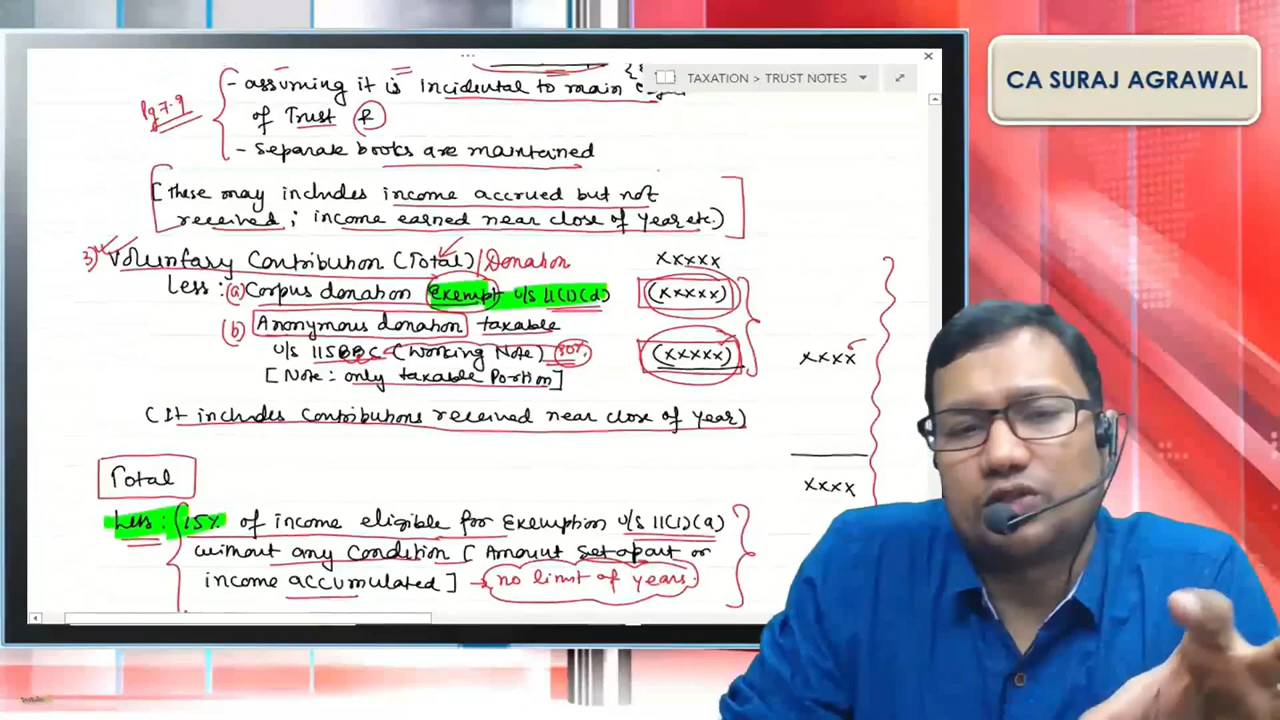 TAXATION > TRUST NOTES
CA SURAJ AGRAWAL
Pg 7.9
- assuming it is incidental to main
of Trust &
- Separate books are maintained
[These may includes income accrued but not
received; income earned near close of year etc.)
3) Voluntary Contribution (Total) / Donation xxxxx
Less: (a) Corpus donation Exempt u/s 11(1)(d) (xxxxx)
(b) Anonymous donation taxable
u/s 115BBC (Working Note) 30% (xxxxx) xxxx
[Note: only taxable Portion]
(It includes Contributions received near close of year)
Total xxxx
Less: 15% of income eligible for Exemption u/s 11(1)(a)
without any Condition [Amount Set apart or
income accumulated] → no limit of years.